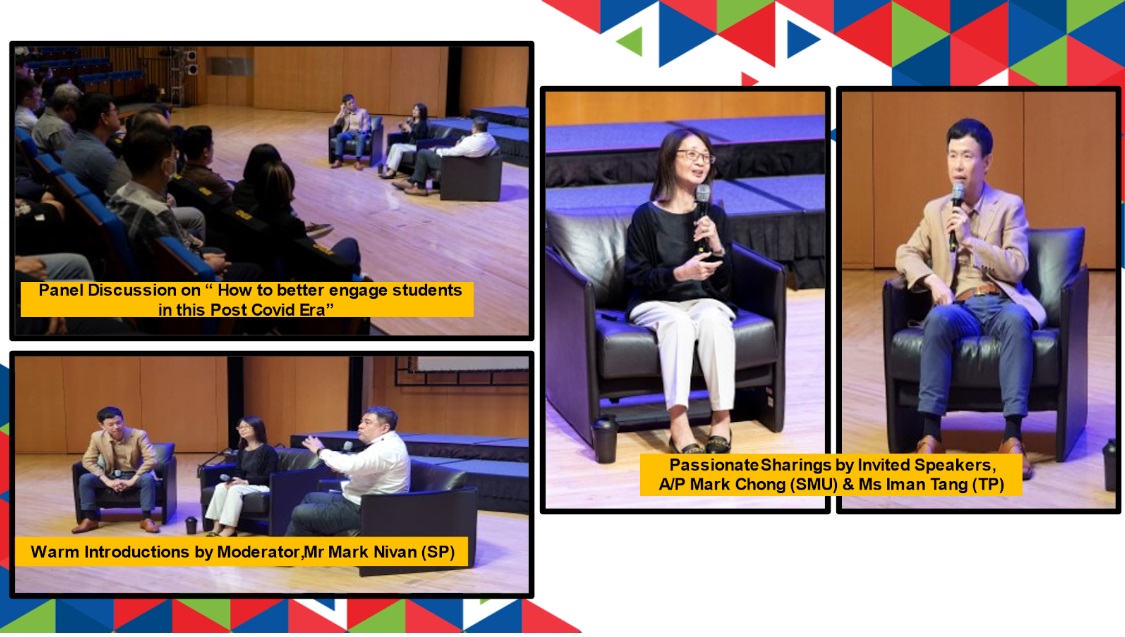 Panel Discussion on “ How to better engage students
in this Post Covid Era”
Warm Introductions by Moderator,Mr Mark Nivan (SP)
PassionateSharings by Invited Speakers,
A/P Mark Chong (SMU) & Ms Iman Tang (TP)